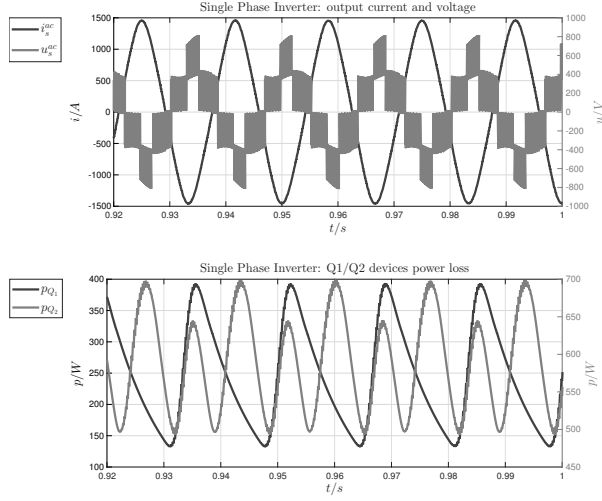 Single Phase Inverter: output current and voltage
i_s^{ac}
u_s^{ac}
1500
1000
500
0
-500
-1000
-1500
i/A
1000
800
600
400
200
0
-200
-400
-600
-800
-1000
u/V
0.92 0.93 0.94 0.95 0.96 0.97 0.98 0.99 1
t/s
Single Phase Inverter: Q1/Q2 devices power loss
p_{Q_1}
p_{Q_2}
400
350
300
250
200
150
100
p/W
700
650
600
550
500
450
p/W
0.92 0.93 0.94 0.95 0.96 0.97 0.98 0.99 1
t/s